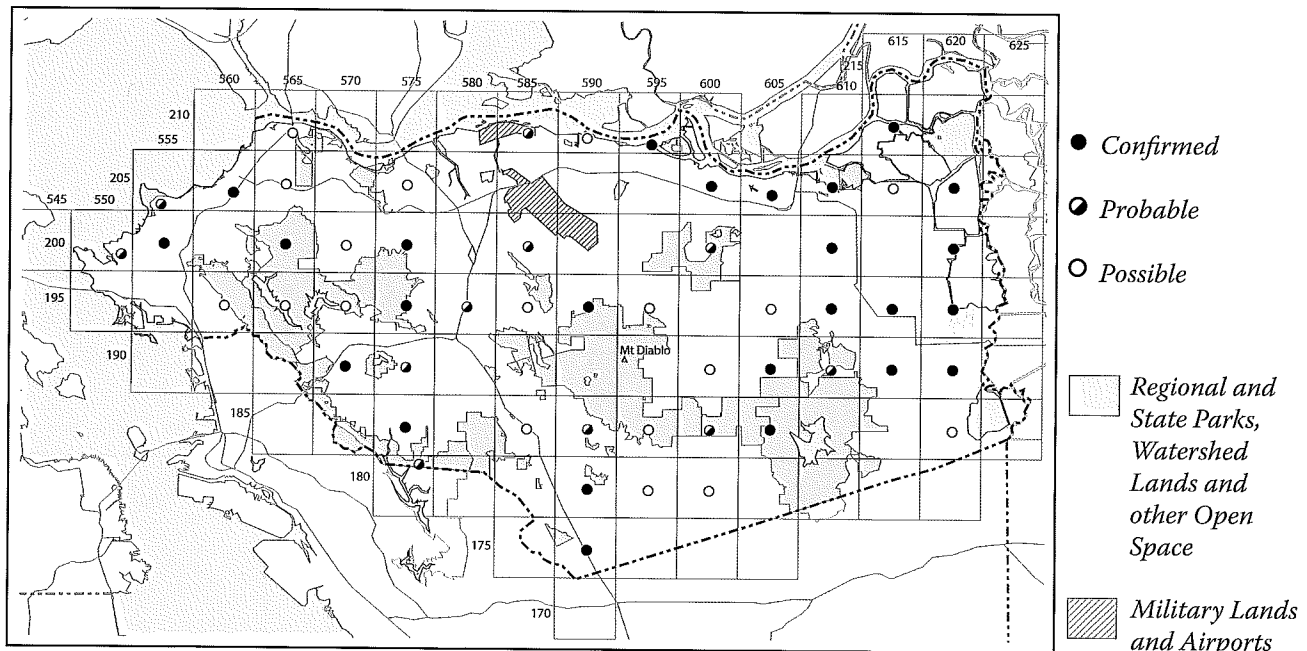 615
620
625
560
565
570
575
580
585
590
595
600
605
215
610
210
555
205
545
550
200
195
190
Mt Diablo
185
180
175
170
Confirmed
Probable
Possible
Regional and
State Parks,
Watershed
Lands and
other Open
Space
Military Lands
and Airports